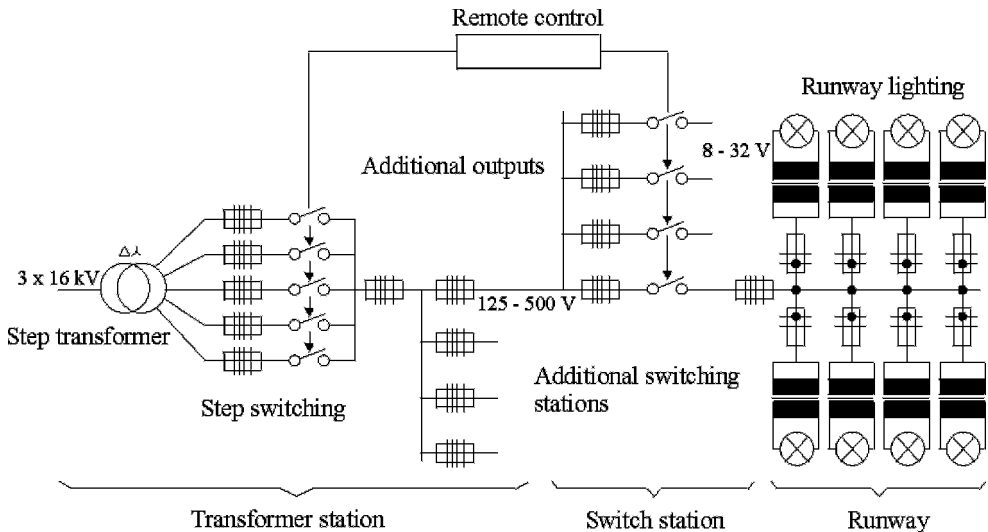 Remote control
Runway lighting
8 - 32 V
Additional outputs
Δ⅄
3 x 16 kV
125 - 500 V
Step transformer
Additional switching
stations
Step switching
Transformer station
Switch station
Runway